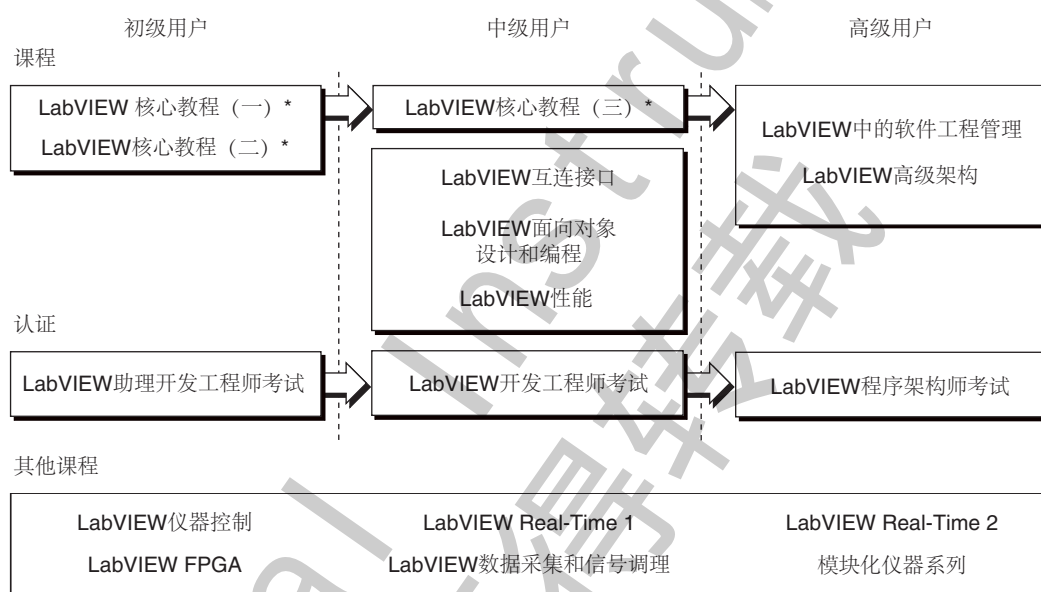 初级用户 中级用户 高级用户
课程
LabVIEW 核心教程（一）*
LabVIEW核心教程（二）*
LabVIEW核心教程（三）*
LabVIEW互连接口
LabVIEW面向对象
设计和编程
LabVIEW性能
LabVIEW中的软件工程管理
LabVIEW高级架构
认证
LabVIEW助理开发工程师考试
LabVIEW开发工程师考试
LabVIEW程序架构师考试
其他课程
LabVIEW仪器控制 LabVIEW Real-Time 1 LabVIEW Real-Time 2
LabVIEW FPGA LabVIEW数据采集和信号调理 模块化仪器系列
al Instru
得转载